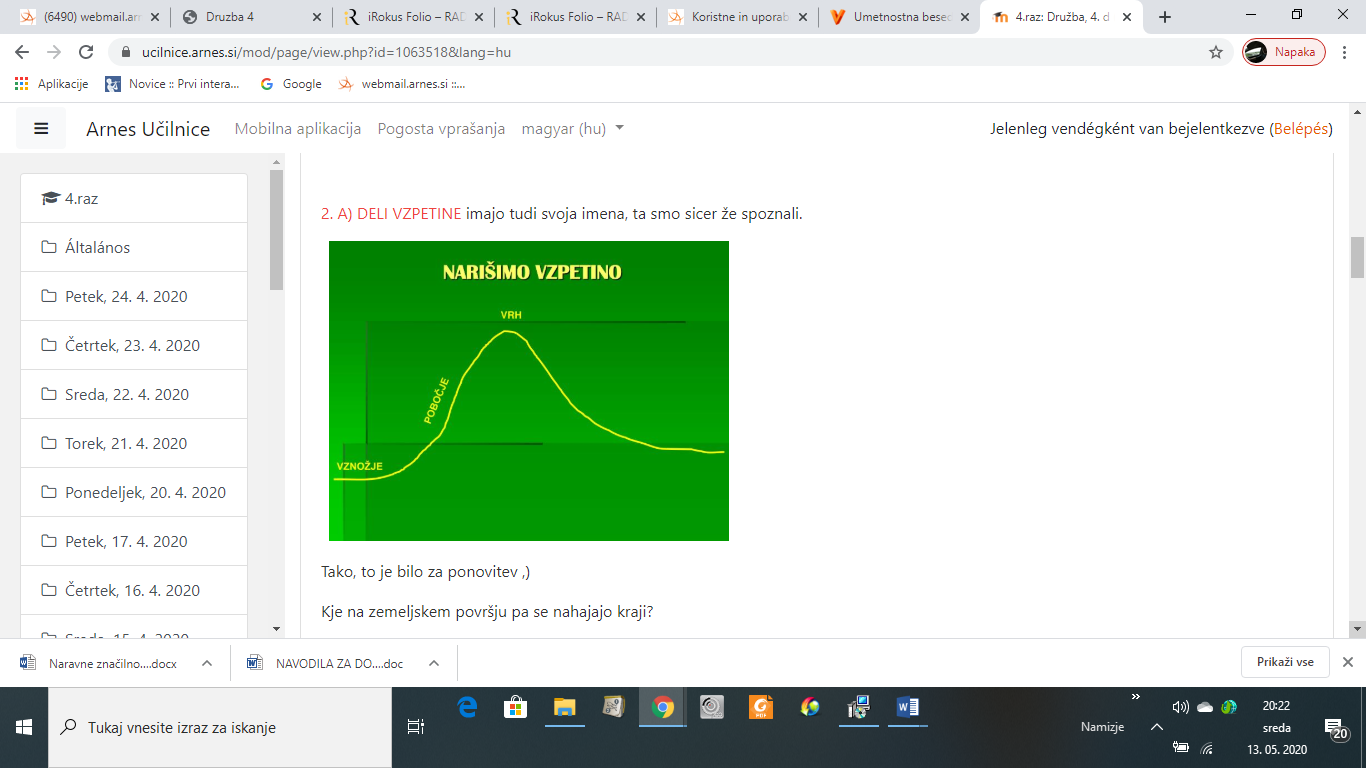 (6490) webmail.arn
Druzba 4
iRokus Folio – RAD
iRokus Folio – RAD
Koristne in uporab
Umetnostna besed
4.raz: Družba, 4. d
ucilnice.arnes.si/mod/page/view.php?id=1063518&lang=hu
Napaka
Aplikacije
Novice :: Prvi intera...
Google
webmail.arnes.si ::...
Arnes Učilnice
Mobilna aplikacija
Pogosta vprašanja
magyar (hu)
Jelenleg vendégként van bejelentkezve (Belépés)
4.raz
Általános
Petek, 24. 4. 2020
Četrtek, 23. 4. 2020
Sreda, 22. 4. 2020
Torek, 21. 4. 2020
Ponedeljek, 20. 4. 2020
Petek, 17. 4. 2020
Četrtek, 16. 4. 2020
Sreda, 15. 4. 2020
2. A) DELI VZPETINE imajo tudi svoja imena, ta smo sicer že spoznali.
NARIŠIMO VZPETINO
VRH
POBOČJE
VZNOŽJE
Tako, to je bilo za ponovitev ,)
Kje na zemeljskem površju pa se nahajajo kraji?
Naravne značilno....docx
NAVODILA ZA DO....doc
Prikaži vse
Tukaj vnesite izraz za iskanje
Namizje
20:22
sreda
13. 05. 2020
20